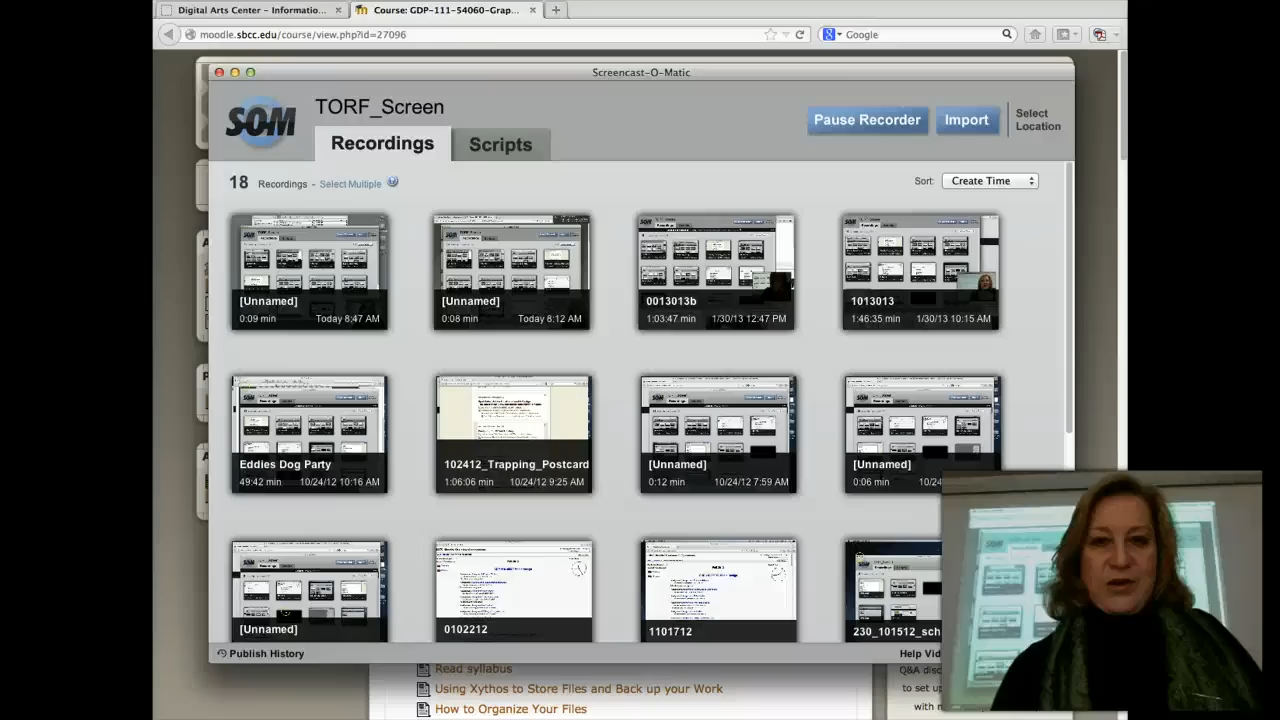 Digital Arts Center - Informatio...
Course: GDP-111-54060-Grap...
moodle.sbcc.edu/course/view.php?id=27096
Google
Screencast-O-Matic
SOM
TORF_Screen
Recordings
Scripts
Pause Recorder
Import
Select
Location
18 Recordings - Select Multiple
Sort: Create Time
[Unnamed]
0:09 min Today 8:47 AM
[Unnamed]
0:08 min Today 8:12 AM
0013013b
1:03:47 min 1/30/13 12:47 PM
1013013
1:46:35 min 1/30/13 10:15 AM
Eddies Dog Party
49:42 min 10/24/12 10:16 AM
102412_Trapping_Postcard
1:06:06 min 10/24/12 9:25 AM
[Unnamed]
0:12 min 10/24/12 7:59 AM
[Unnamed]
0:06 min 10/24
[Unnamed]
0102212
1101712
230_101512_sch
Publish History
Help Vid
Read syllabus
Using Xythos to Store Files and Back up your Work
How to Organize Your Files
Q&A disc
to set up
with